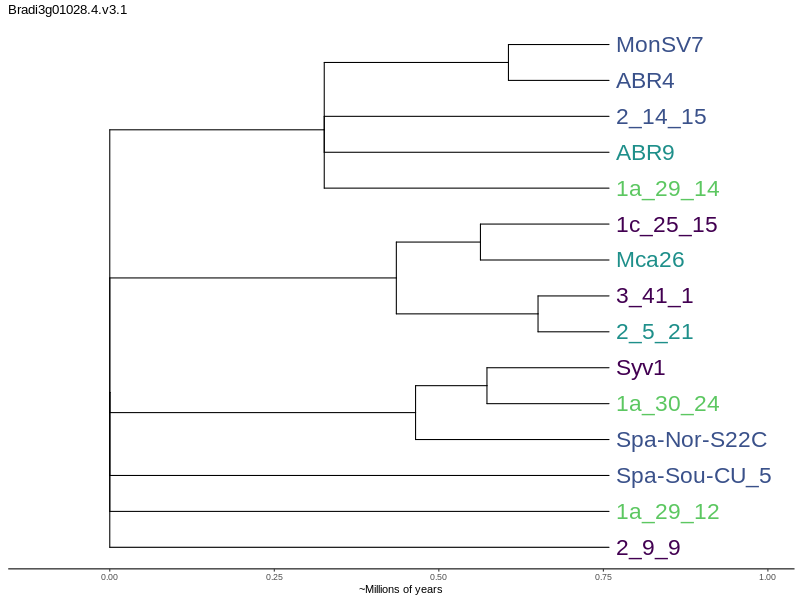 Bradi3g01028.4.v3.1
MonSV7
ABR4
2_14_15
ABR9
1a_29_14
1c_25_15
Mca26
3_41_1
2_5_21
Syv1
1a_30_24
Spa-Nor-S22C
Spa-Sou-CU_5
1a_29_12
2_9_9
0.00 0.25 0.50 0.75 1.00
~Millions of years